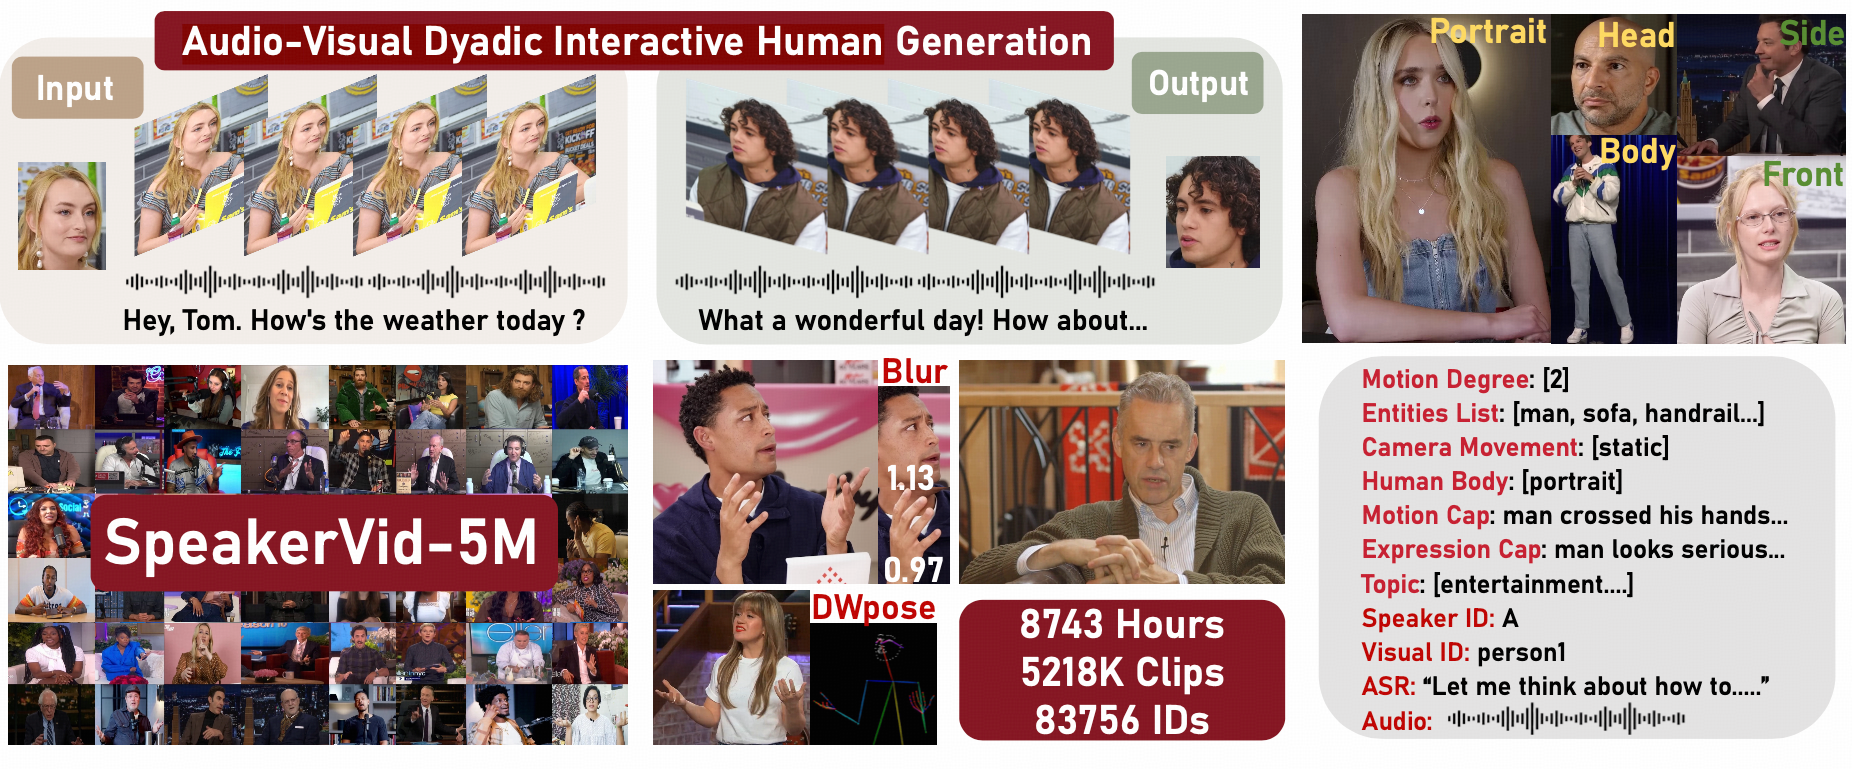 Audio-Visual Dyadic Interactive Human Generation
Input
Output
KICKOFF
Hey, Tom. How's the weather today ?
What a wonderful day! How about...
Portrait
Head
Side
Body
Front
SpeakerVid-5M
Blur
1.13
0.97
DWpose
8743 Hours
5218K Clips
83756 IDs
Motion Degree: [2]
Entities List: [man, sofa, handrail...]
Camera Movement: [static]
Human Body: [portrait]
Motion Cap: man crossed his hands...
Expression Cap: man looks serious...
Topic: [entertainment....]
Speaker ID: A
Visual ID: person1
ASR: “Let me think about how to.....”
Audio: